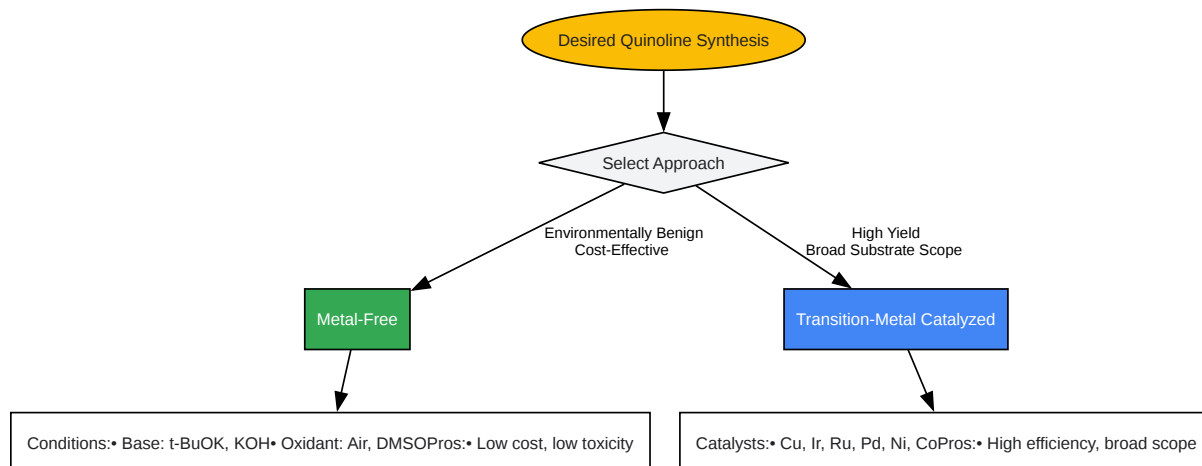 Desired Quinoline Synthesis
Select Approach
Environmentally Benign
Cost-Effective
High Yield
Broad Substrate Scope
Metal-Free
Transition-Metal Catalyzed
Conditions:• Base: t-BuOK, KOH• Oxidant: Air, DMSOPros:• Low cost, low toxicity
Catalysts:• Cu, Ir, Ru, Pd, Ni, CoPros:• High efficiency, broad scope